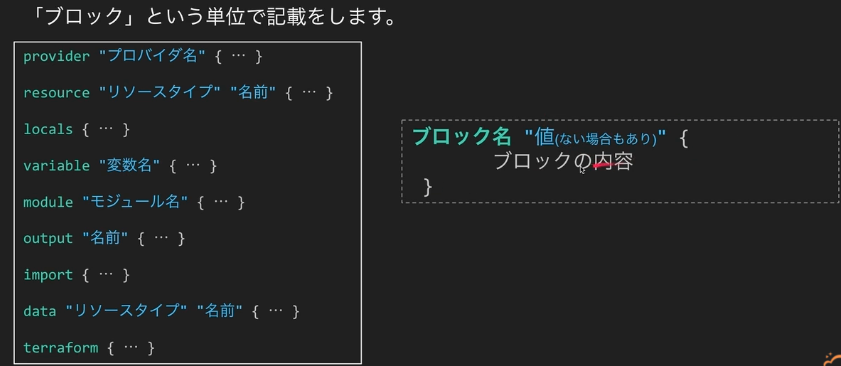 「ブロック」という単位で記載をします。
provider "プロバイダ名" { … }
resource "リソースタイプ" "名前" { … }
locals { … }
variable "変数名" { … }
module "モジュール名" { … }
output "名前" { … }
import { … }
data "リソースタイプ" "名前" { … }
terraform { … }
ブロック名 "値(ない場合もあり)" {
ブロックの内容
}